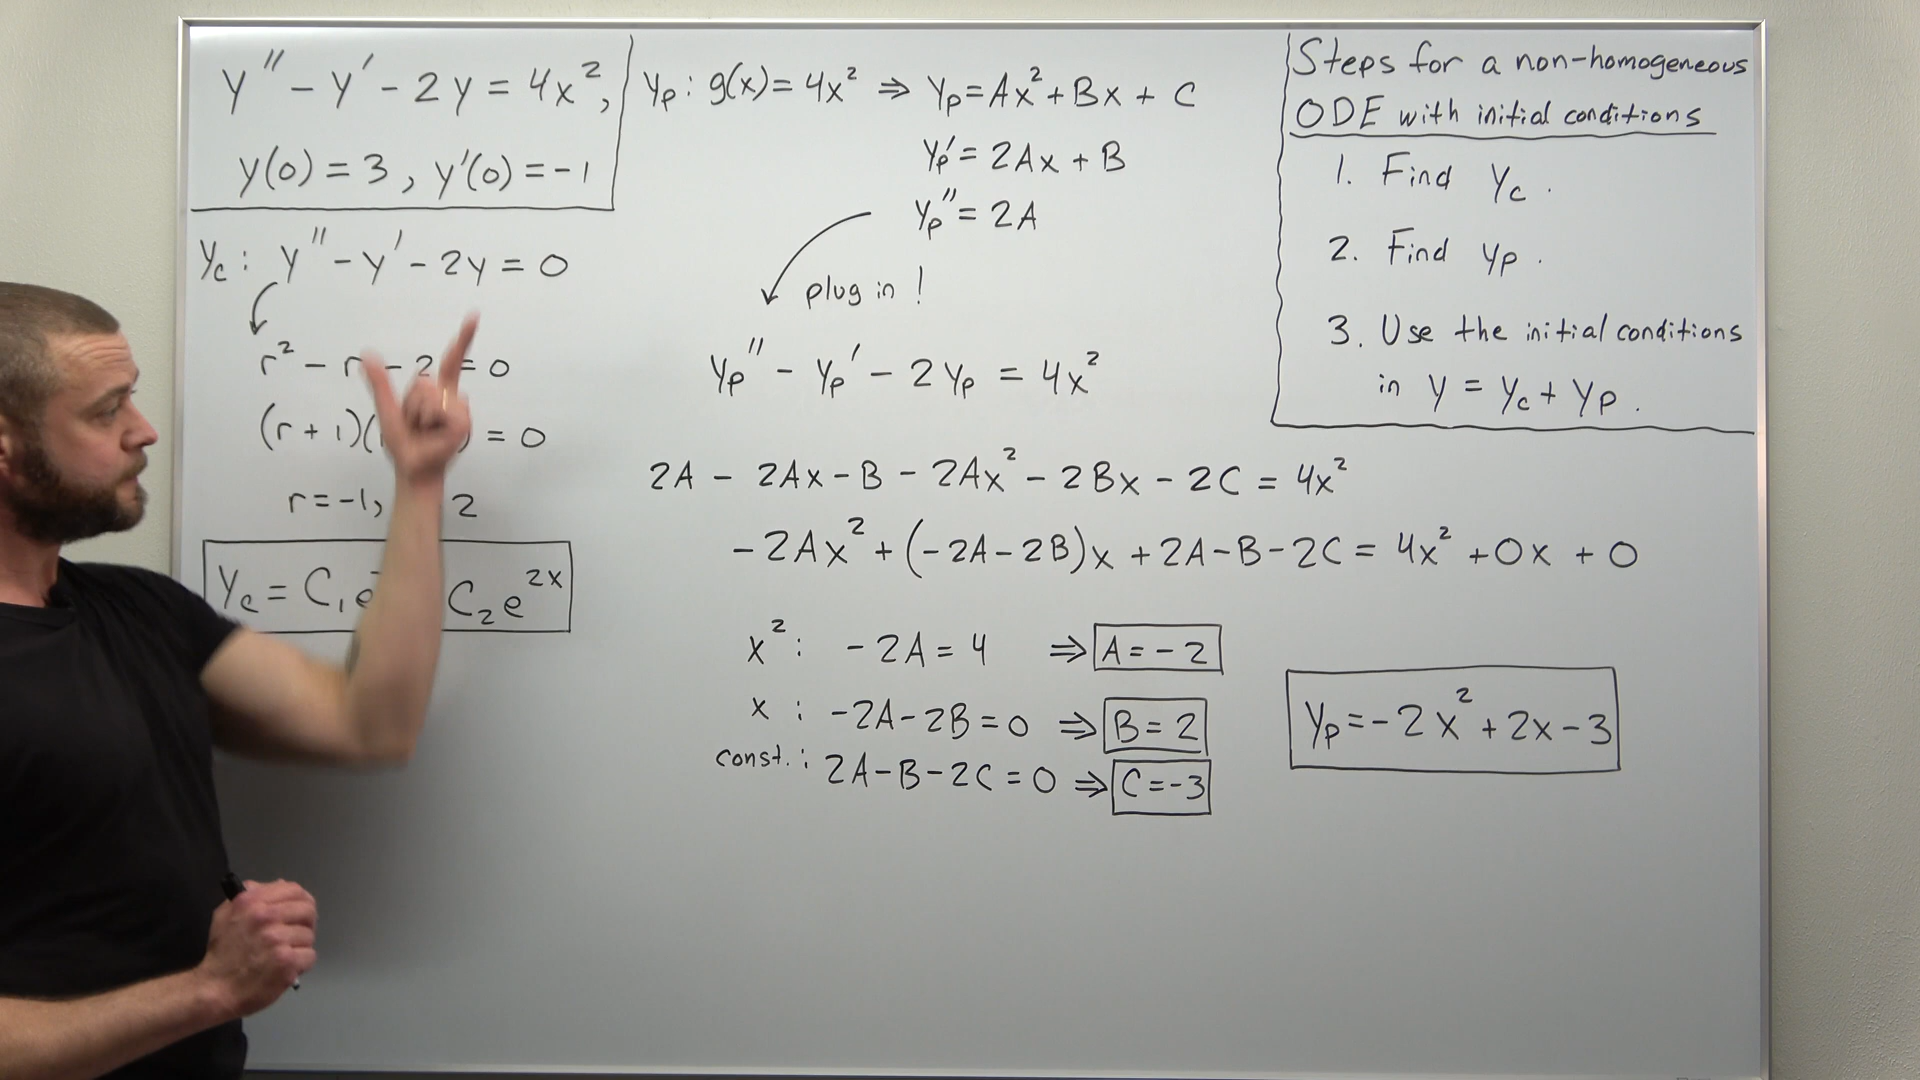 y'' - y' - 2y = 4x²,
y(0) = 3, y'(0) = -1
Yc: y'' - y' - 2y = 0
r² - r - 2 = 0
(r + 1)( ) = 0
r = -1, 2
Yc = C₁e C₂e^{2x}
Yp: g(x) = 4x² ⇒ Yp = Ax² + Bx + C
Yp' = 2Ax + B
Yp'' = 2A
plug in!
Yp'' - Yp' - 2Yp = 4x²
2A - 2Ax - B - 2Ax² - 2Bx - 2C = 4x²
-2Ax² + (-2A-2B)x + 2A-B-2C = 4x² + 0x + 0
x²: -2A = 4 ⇒ A = -2
x: -2A-2B = 0 ⇒ B = 2
const.: 2A-B-2C = 0 ⇒ C = -3
Yp = -2x² + 2x - 3
Steps for a non-homogeneous
ODE with initial conditions
1. Find Yc.
2. Find Yp.
3. Use the initial conditions
in y = Yc + Yp.